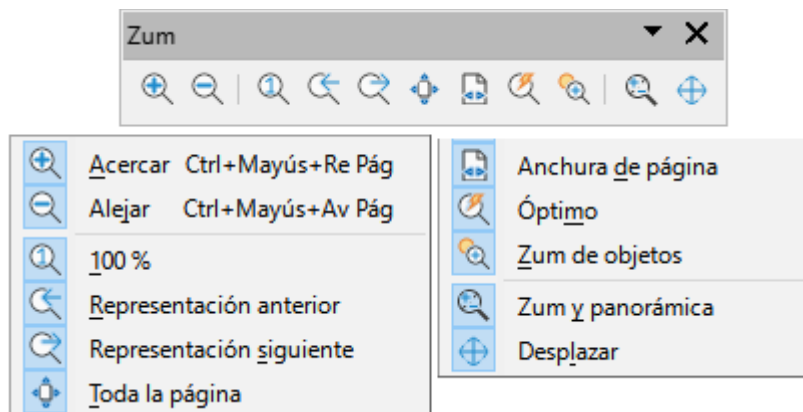 Zum
Acercar Ctrl+Mayús+Re Pág
Alejar Ctrl+Mayús+Av Pág
100 %
Representación anterior
Representación siguiente
Toda la página
Anchura de página
Óptimo
Zum de objetos
Zum y panorámica
Desplazar